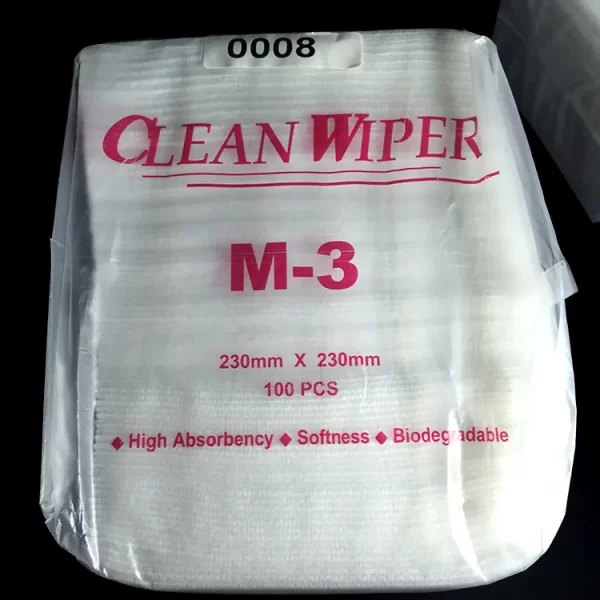 0008
CLEAN WIPER
M-3
230mm X 230mm
100 PCS
◆ High Absorbency ◆ Softness ◆ Biodegradable